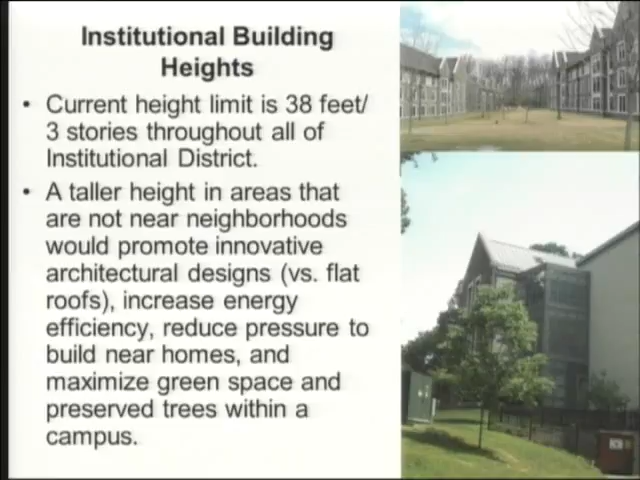 Institutional Building
Heights
• Current height limit is 38 feet/
3 stories throughout all of
Institutional District.
• A taller height in areas that
are not near neighborhoods
would promote innovative
architectural designs (vs. flat
roofs), increase energy
efficiency, reduce pressure to
build near homes, and
maximize green space and
preserved trees within a
campus.